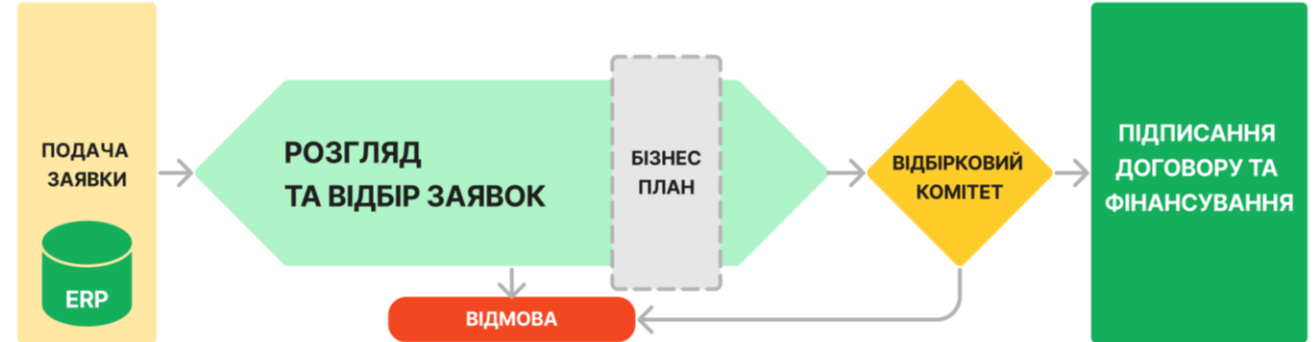 ПОДАЧА
ЗАЯВКИ
ERP
РОЗГЛЯД
ТА ВІДБІР ЗАЯВОК
БІЗНЕС
ПЛАН
ВІДМОВА
ВІДБІРКОВИЙ
КОМІТЕТ
ПІДПИСАННЯ
ДОГОВОРУ ТА
ФІНАНСУВАННЯ